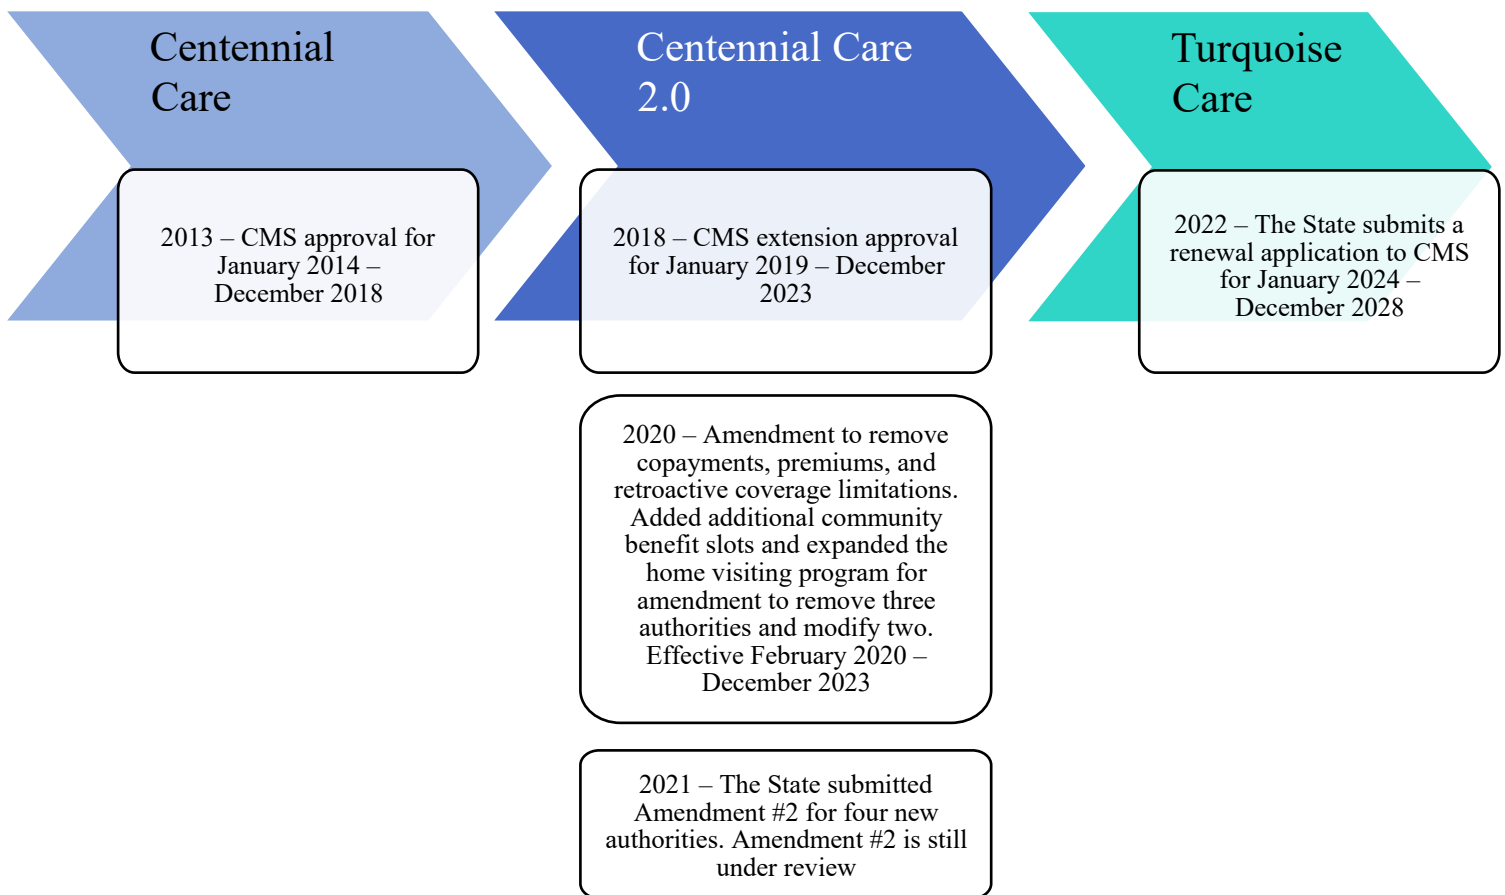 Centennial
Care
2013 – CMS approval for
January 2014 –
December 2018
Centennial Care
2.0
2018 – CMS extension approval
for January 2019 – December
2023
2020 – Amendment to remove
copayments, premiums, and
retroactive coverage limitations.
Added additional community
benefit slots and expanded the
home visiting program for
amendment to remove three
authorities and modify two.
Effective February 2020 –
December 2023
2021 – The State submitted
Amendment #2 for four new
authorities. Amendment #2 is still
under review
Turquoise
Care
2022 – The State submits a
renewal application to CMS
for January 2024 –
December 2028